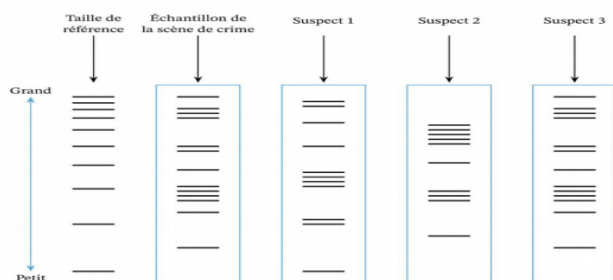 Taille de
référence
Échantillon de
la scène de crime
Suspect 1
Suspect 2
Suspect 3
Grand
Petit